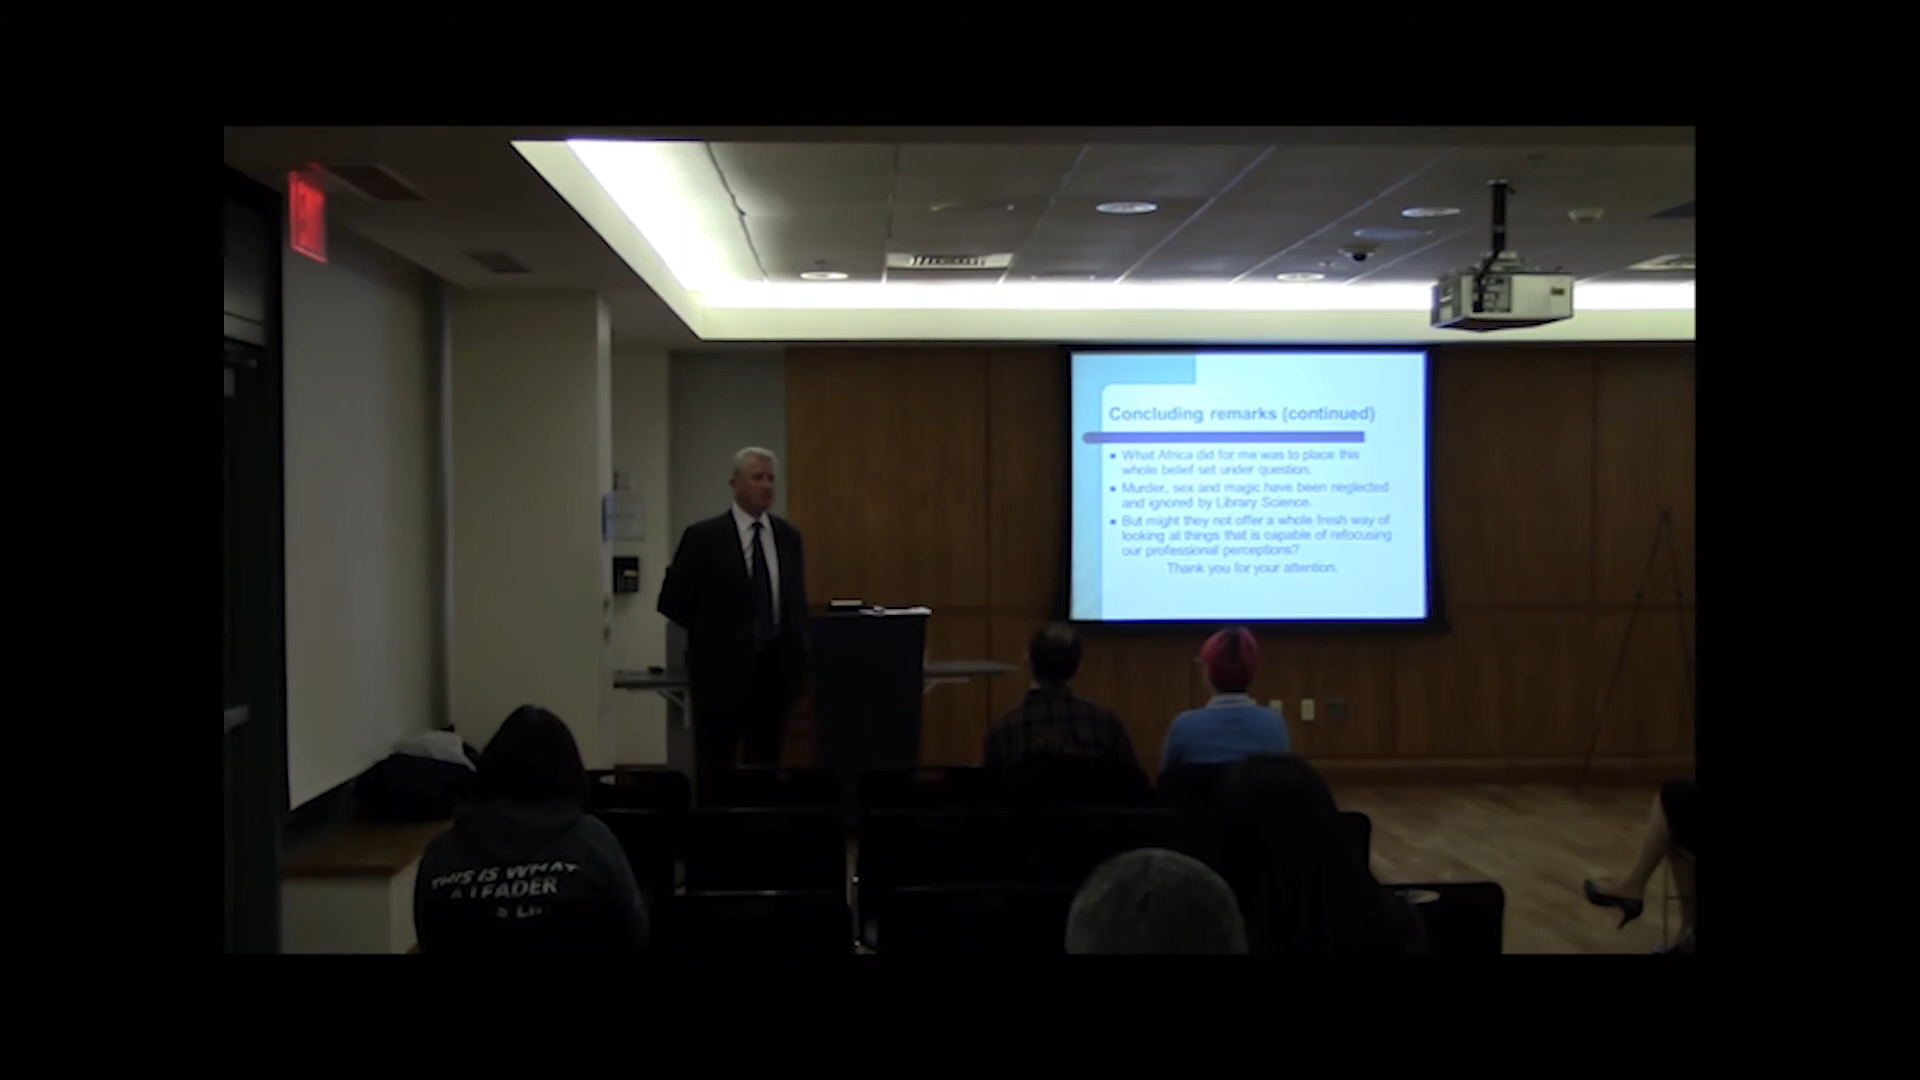 Concluding remarks (continued)
• What Africa did for me was to place this
whole belief set under question.
• Murder, sex and magic have been neglected
and ignored by Library Science.
• But might they not offer a whole fresh way of
looking at things that is capable of refocusing
our professional perceptions?
Thank you for your attention.
THIS IS WHAT
A LEADER